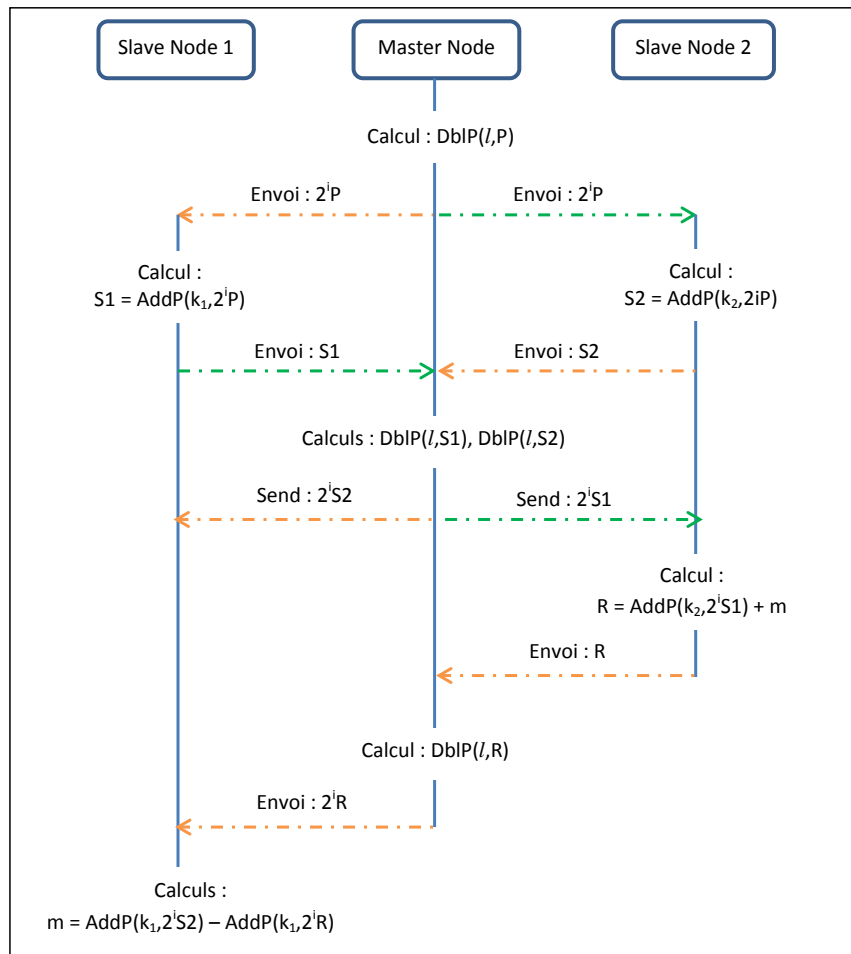 Slave Node 1
Master Node
Slave Node 2
Calcul : DblP(l,P)
Envoi : 2ⁱP
Envoi : 2ⁱP
Calcul :
S1 = AddP(k₁,2ⁱP)
Calcul :
S2 = AddP(k₂,2iP)
Envoi : S1
Envoi : S2
Calculs : DblP(l,S1), DblP(l,S2)
Send : 2ⁱS2
Send : 2ⁱS1
Calcul :
R = AddP(k₂,2ⁱS1) + m
Envoi : R
Calcul : DblP(l,R)
Envoi : 2ⁱR
Calculs :
m = AddP(k₁,2ⁱS2) – AddP(k₁,2ⁱR)